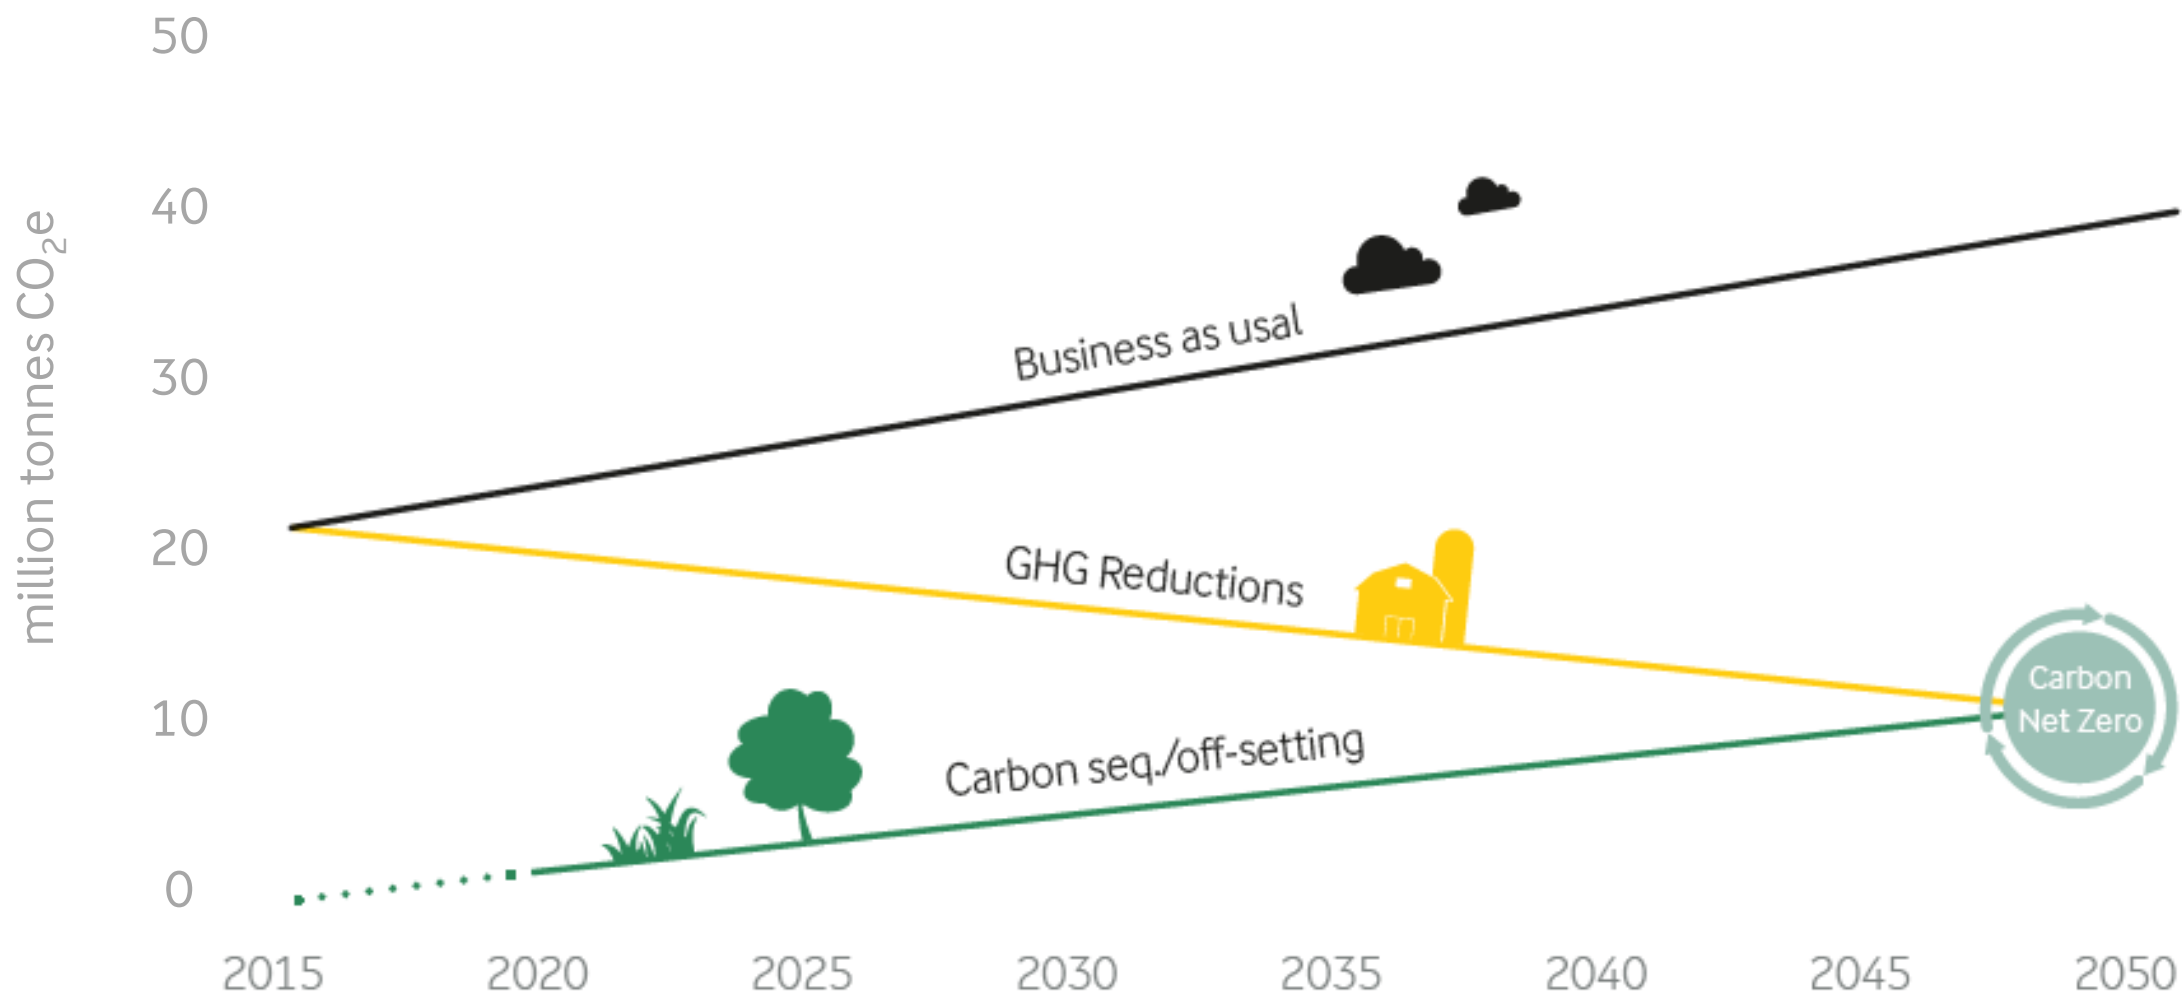 50
40
30
20
10
0
million tonnes CO₂e
Business as usal
GHG Reductions
Carbon seq./off-setting
Carbon
Net Zero
2015 2020 2025 2030 2035 2040 2045 2050